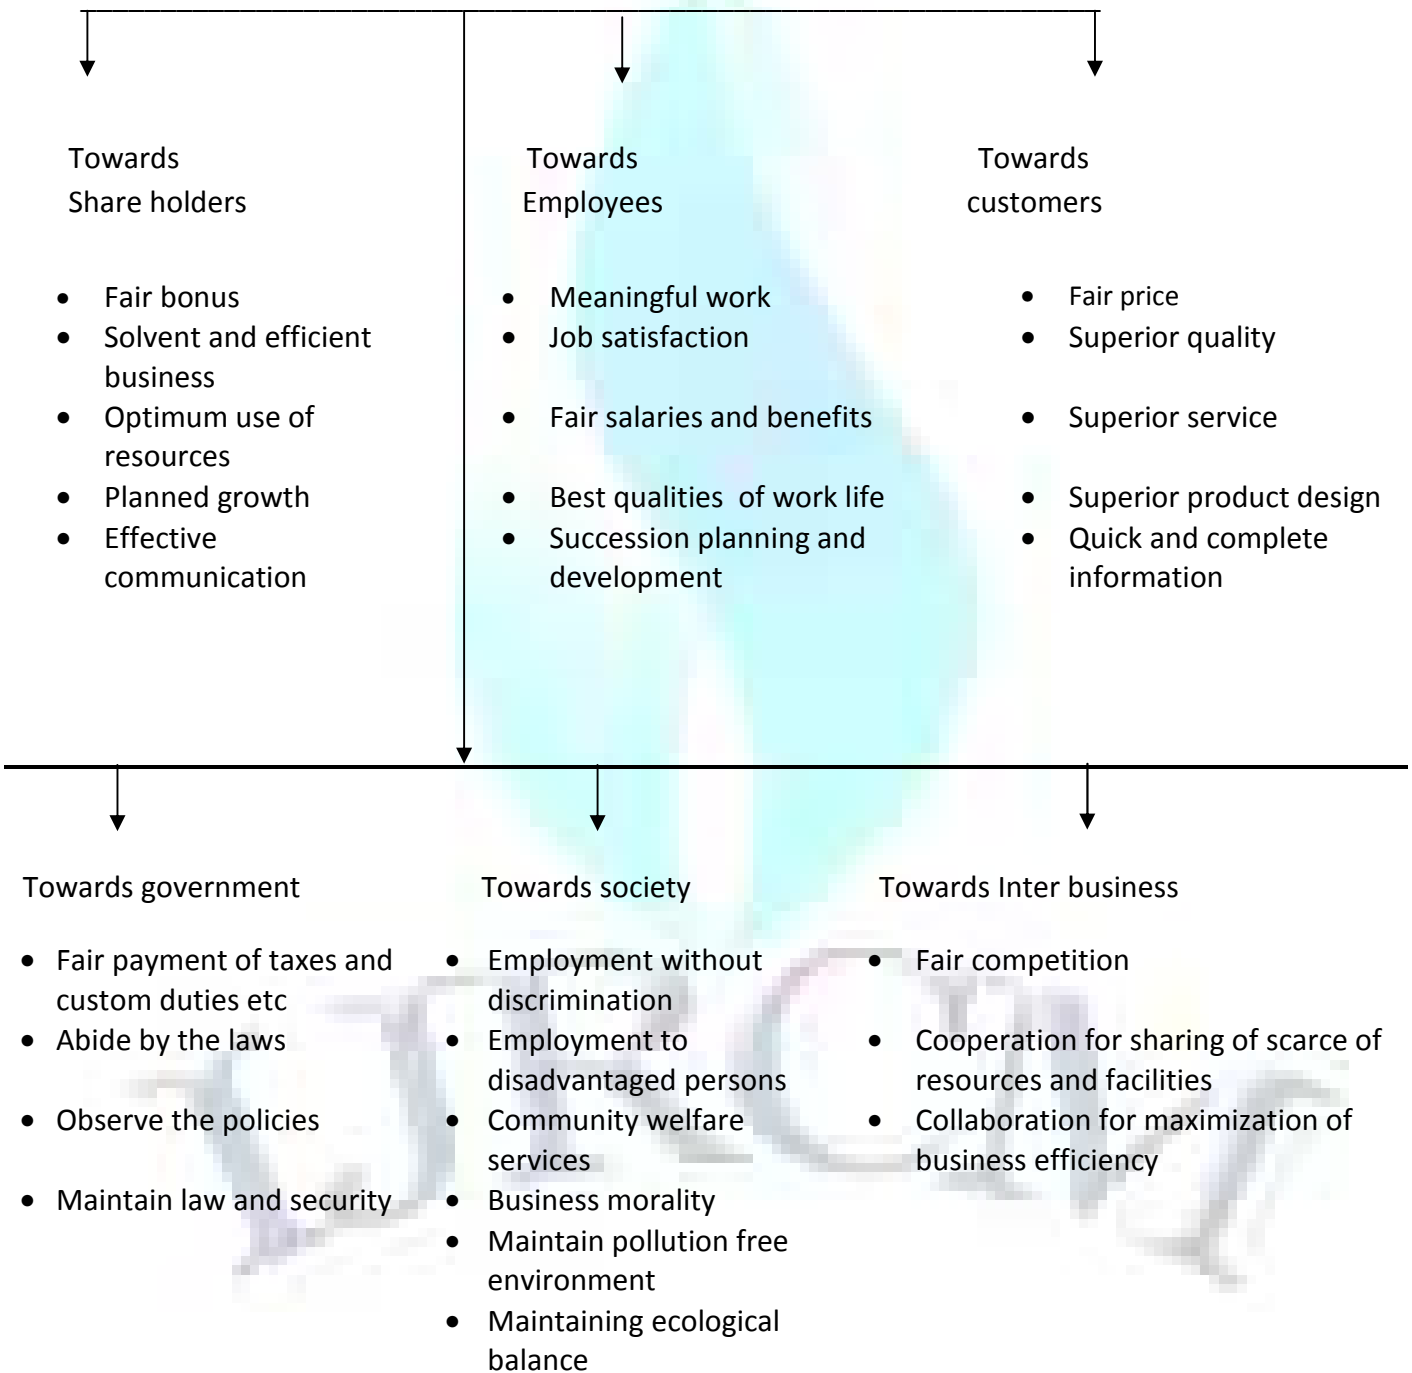 Towards
Share holders
• Fair bonus
• Solvent and efficient
business
• Optimum use of
resources
• Planned growth
• Effective
communication
Towards
Employees
• Meaningful work
• Job satisfaction
• Fair salaries and benefits
• Best qualities of work life
• Succession planning and
development
Towards
customers
• Fair price
• Superior quality
• Superior service
• Superior product design
• Quick and complete
information
Towards government
• Fair payment of taxes and
custom duties etc
• Abide by the laws
• Observe the policies
• Maintain law and security
Towards society
• Employment without
discrimination
• Employment to
disadvantaged persons
• Community welfare
services
• Business morality
• Maintain pollution free
environment
• Maintaining ecological
balance
Towards Inter business
• Fair competition
• Cooperation for sharing of scarce of
resources and facilities
• Collaboration for maximization of
business efficiency
IJRCM